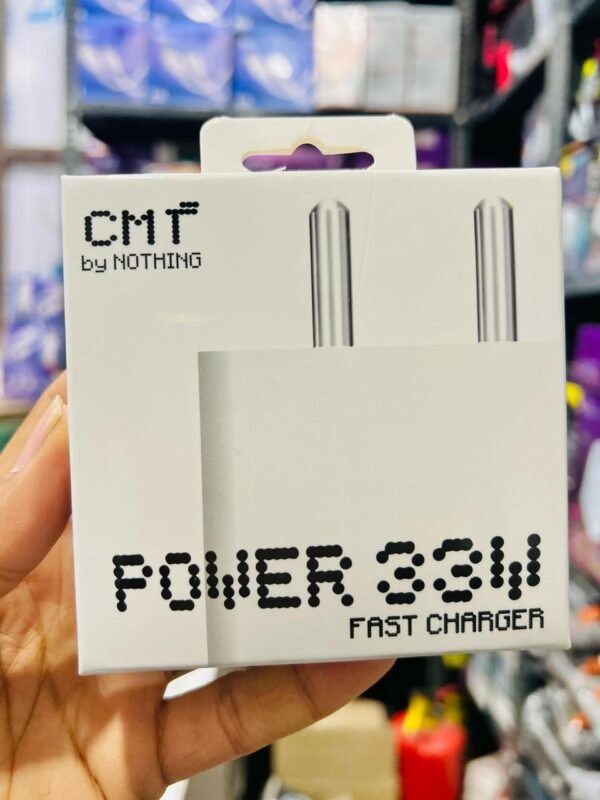 CMF
by NOTHING
POWER 33W
FAST CHARGER